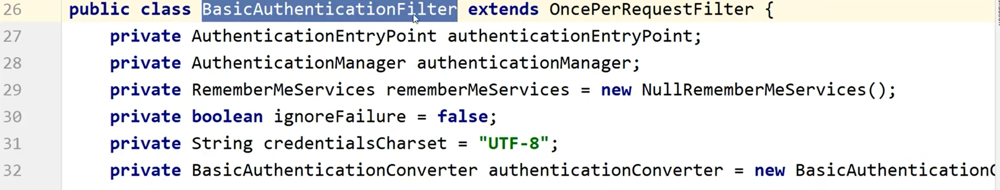 26 public class BasicAuthenticationFilter extends OncePerRequestFilter {
27 private AuthenticationEntryPoint authenticationEntryPoint;
28 private AuthenticationManager authenticationManager;
29 private RememberMeServices rememberMeServices = new NullRememberMeServices();
30 private boolean ignoreFailure = false;
31 private String credentialsCharset = "UTF-8";
32 private BasicAuthenticationConverter authenticationConverter = new BasicAuthenticationC